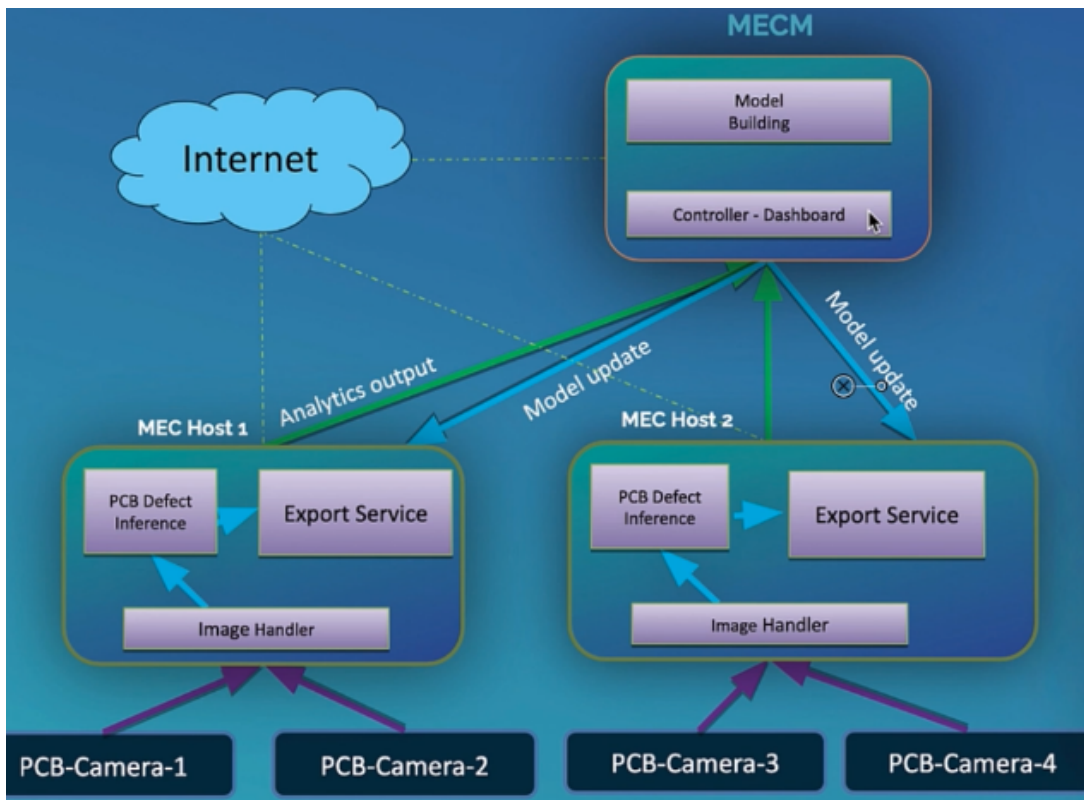 MECM
Model
Building
Internet
Controller - Dashboard
Analytics output
Model update
Model update
MEC Host 1
MEC Host 2
PCB Defect
Inference
Export Service
PCB Defect
Inference
Export Service
Image Handler
Image Handler
PCB-Camera-1
PCB-Camera-2
PCB-Camera-3
PCB-Camera-4